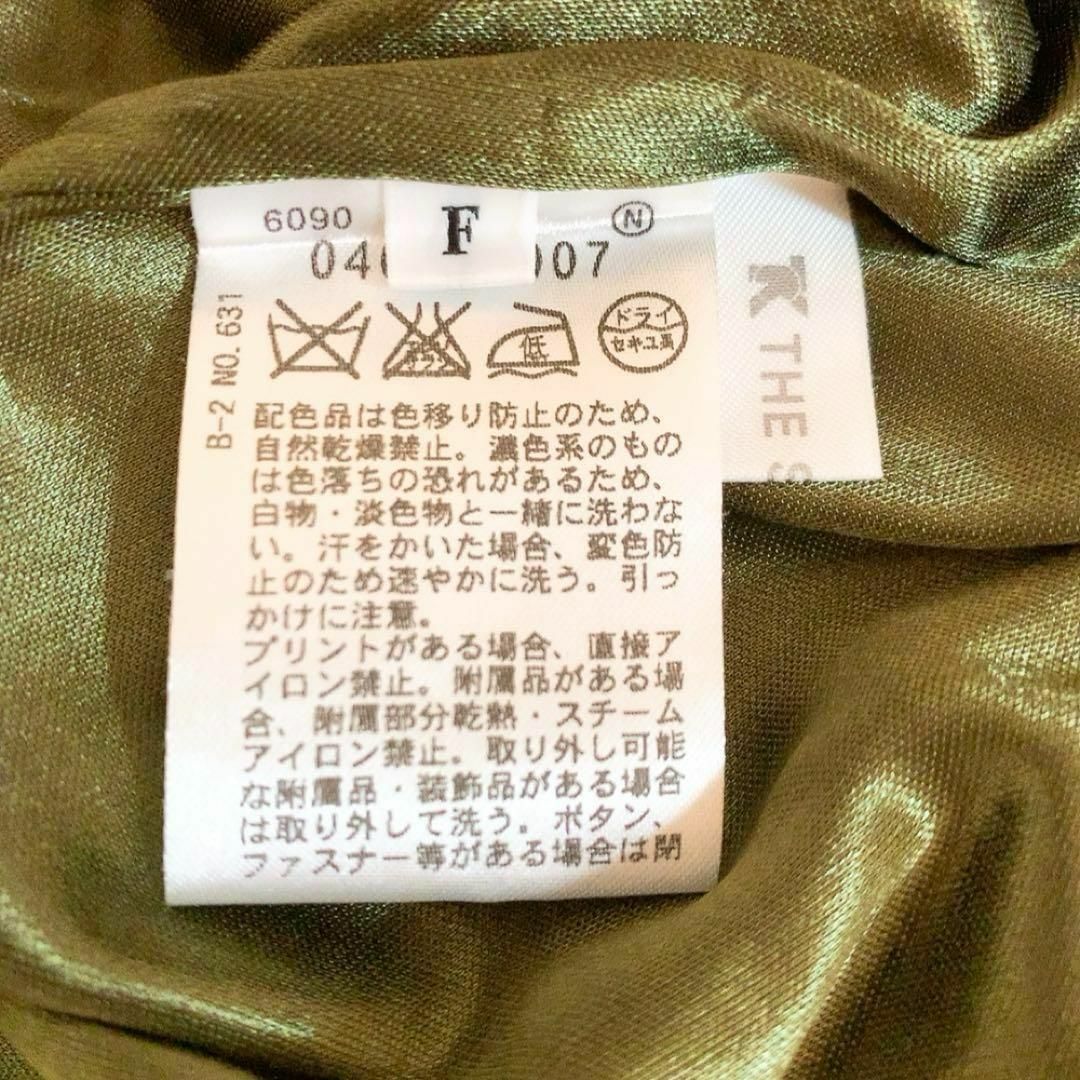 6090
F
N
007
B-2 NO.631
低
ドライ
セキユ系
配色品は色移り防止のため、
自然乾燥禁止。濃色系のもの
は色落ちの恐れがあるため、
白物・淡色物と一緒に洗わな
い。汗をかいた場合、変色防
止のため速やかに洗う。引っ
かけに注意。
プリントがある場合、直接ア
イロン禁止。附属品がある場
合、附属部分乾熱・スチーム
アイロン禁止。取り外し可能
な附属品・装飾品がある場合
は取り外して洗う。ボタン、
ファスナー等がある場合は閉
TK THE S